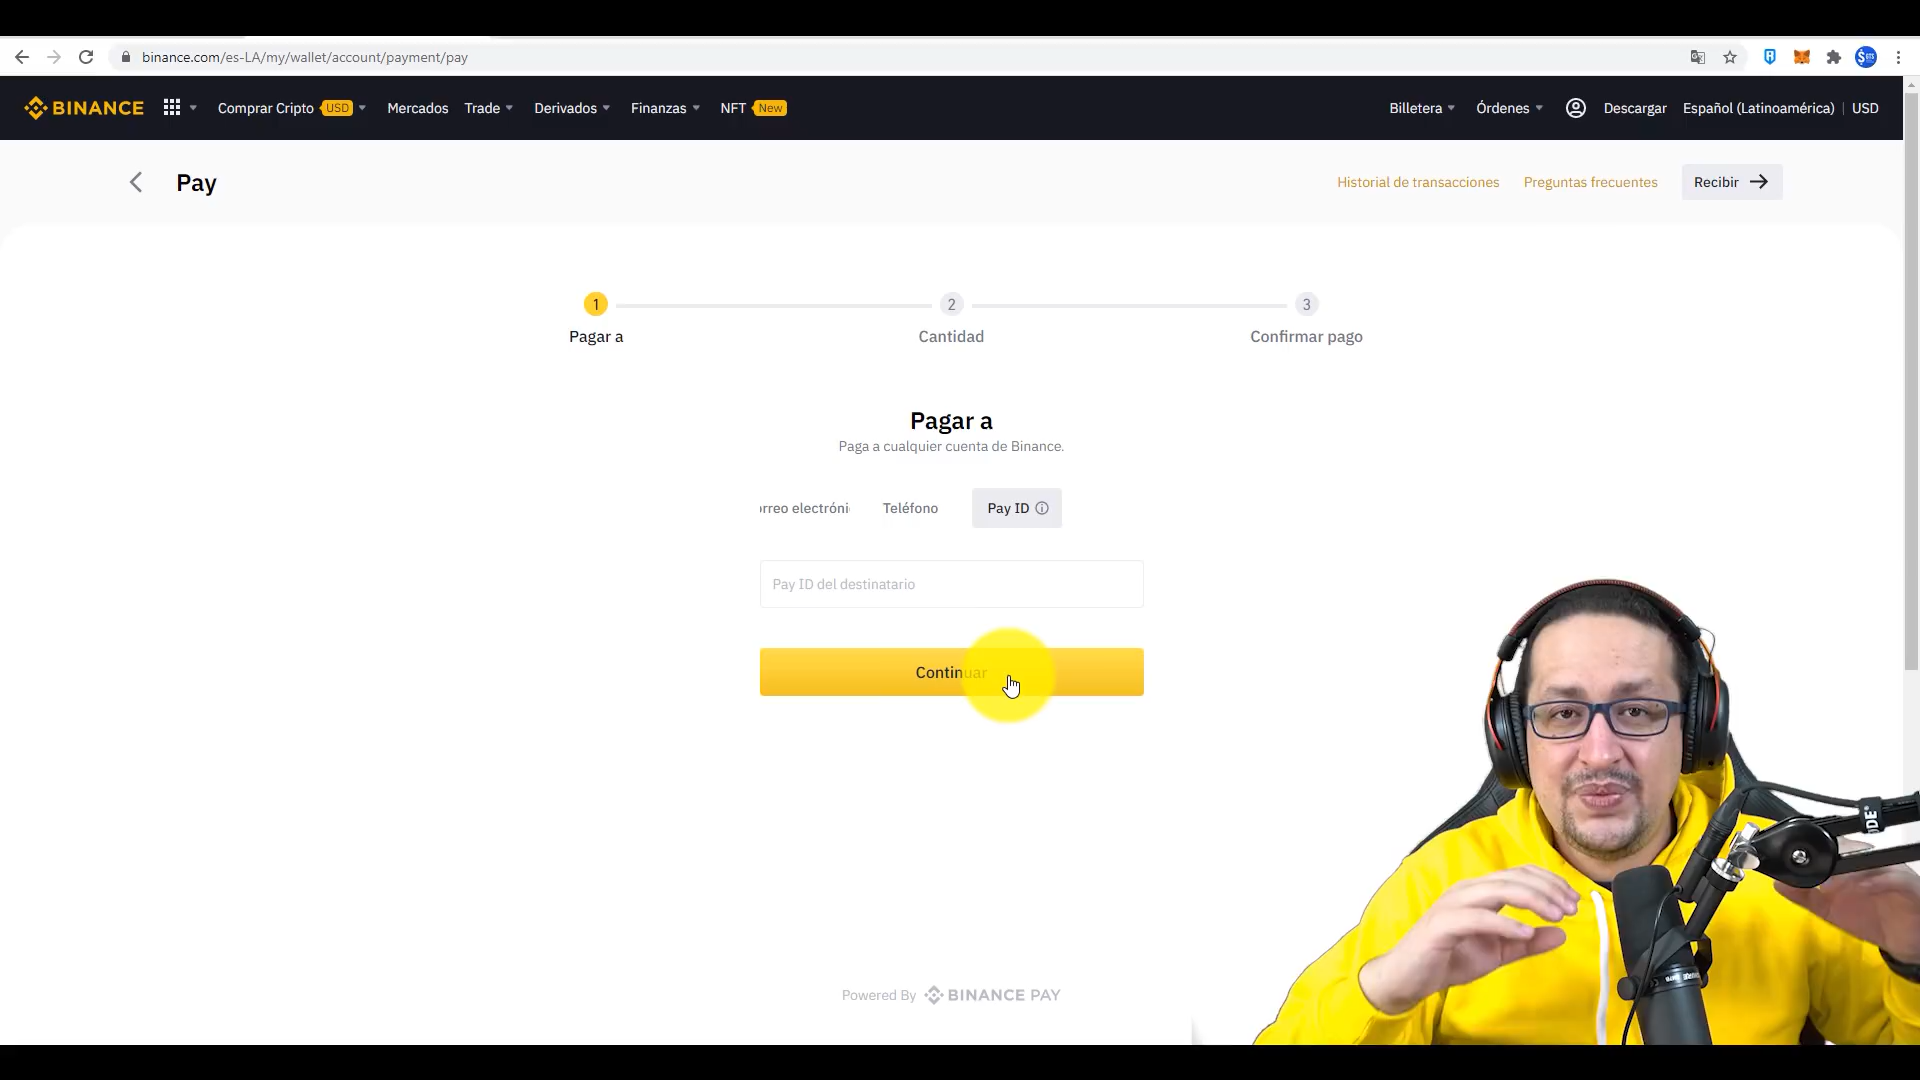 binance.com/es-LA/my/wallet/account/payment/pay
BINANCE
Comprar Cripto USD
Mercados
Trade
Derivados
Finanzas
NFT New
Billetera
Órdenes
Descargar
Español (Latinoamérica) | USD
Pay
Historial de transacciones
Preguntas frecuentes
Recibir
1
2
3
Pagar a
Cantidad
Confirmar pago
Pagar a
Paga a cualquier cuenta de Binance.
orreo electróni
Teléfono
Pay ID
Pay ID del destinatario
Continuar
Powered By BINANCE PAY